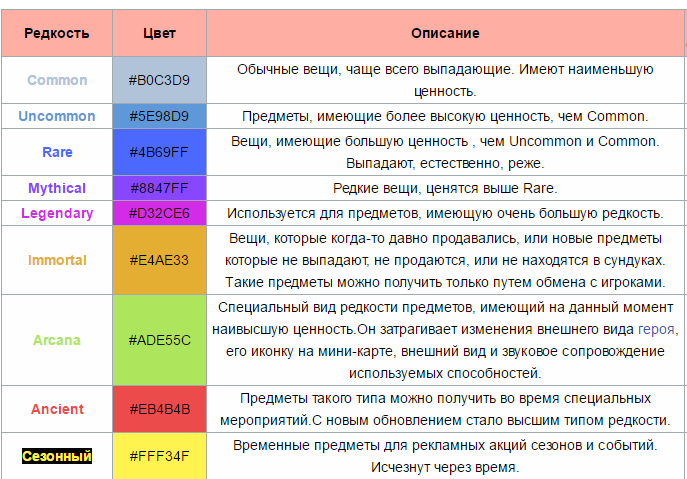 Редкость Цвет Описание
Common #B0C3D9 Обычные вещи, чаще всего выпадающие. Имеют наименьшую
ценность.
Uncommon #5E98D9 Предметы, имеющие более высокую ценность, чем Common.
Rare #4B69FF Вещи, имеющие большую ценность , чем Uncommon и Common.
Выпадают, естественно, реже.
Mythical #8847FF Редкие вещи, ценятся выше Rare.
Legendary #D32CE6 Используется для предметов, имеющую очень большую редкость.
Immortal #E4AE33 Вещи, которые когда-то давно продавались, или новые предметы
которые не выпадают, не продаются, или не находятся в сундуках.
Такие предметы можно получить только путем обмена с игроками.
Arcana #ADE55C Специальный вид редкости предметов, имеющий на данный момент
наивысшую ценность.Он затрагивает изменения внешнего вида героя,
его иконку на мини-карте, внешний вид и звуковое сопровождение
используемых способностей.
Ancient #EB4B4B Предметы такого типа можно получить во время специальных
мероприятий.С новым обновлением стало высшим типом редкости.
Сезонный #FFF34F Временные предметы для рекламных акций сезонов и событий.
Исчезнут через время.